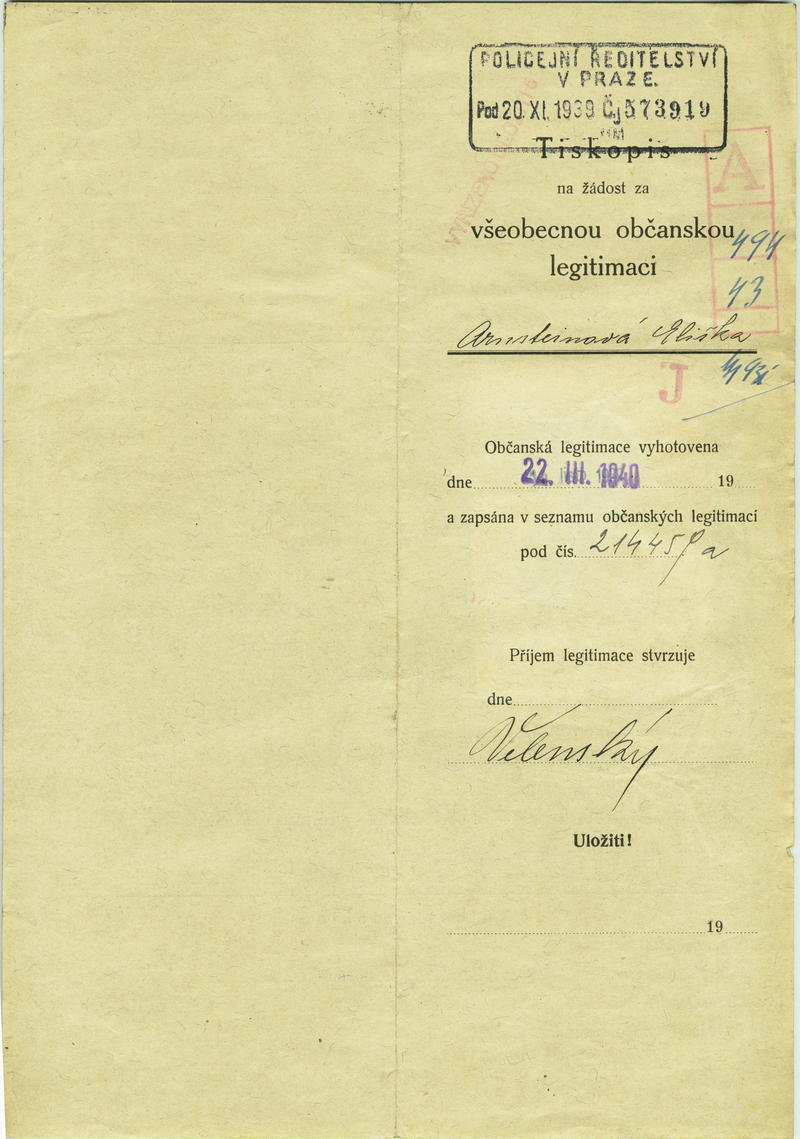 POLICEJNÍ ŘEDITELSTVÍ
V PRAZE.
Pod 20. XI. 1939 Čj 573919
Tiskopis
na žádost za
všeobecnou občanskou
legitimaci
A
494
43
Arnsteinová Eliška
J
Občanská legitimace vyhotovena
dne 22. III. 1940 19
a zapsána v seznamu občanských legitimací
pod čís. 21445
Příjem legitimace stvrzuje
dne
Velenský
Uložiti!
19